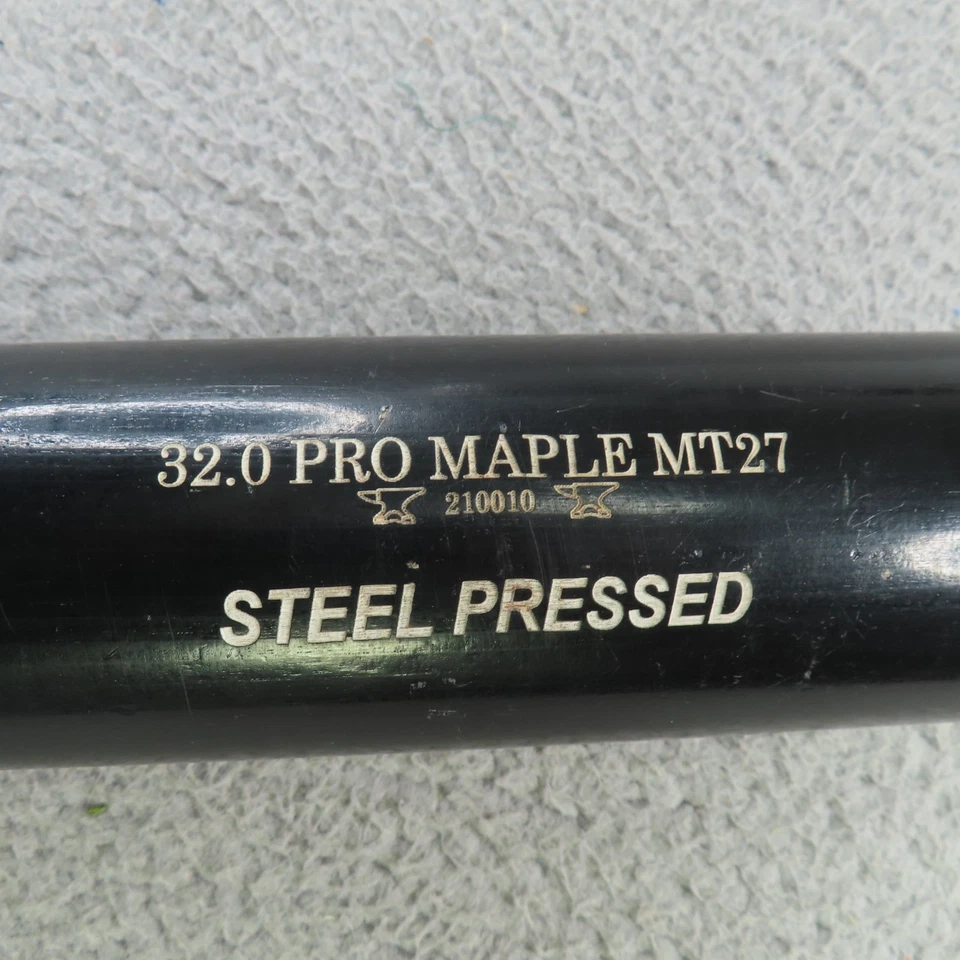 32.0 PRO MAPLE MT27
210010
STEEL PRESSED